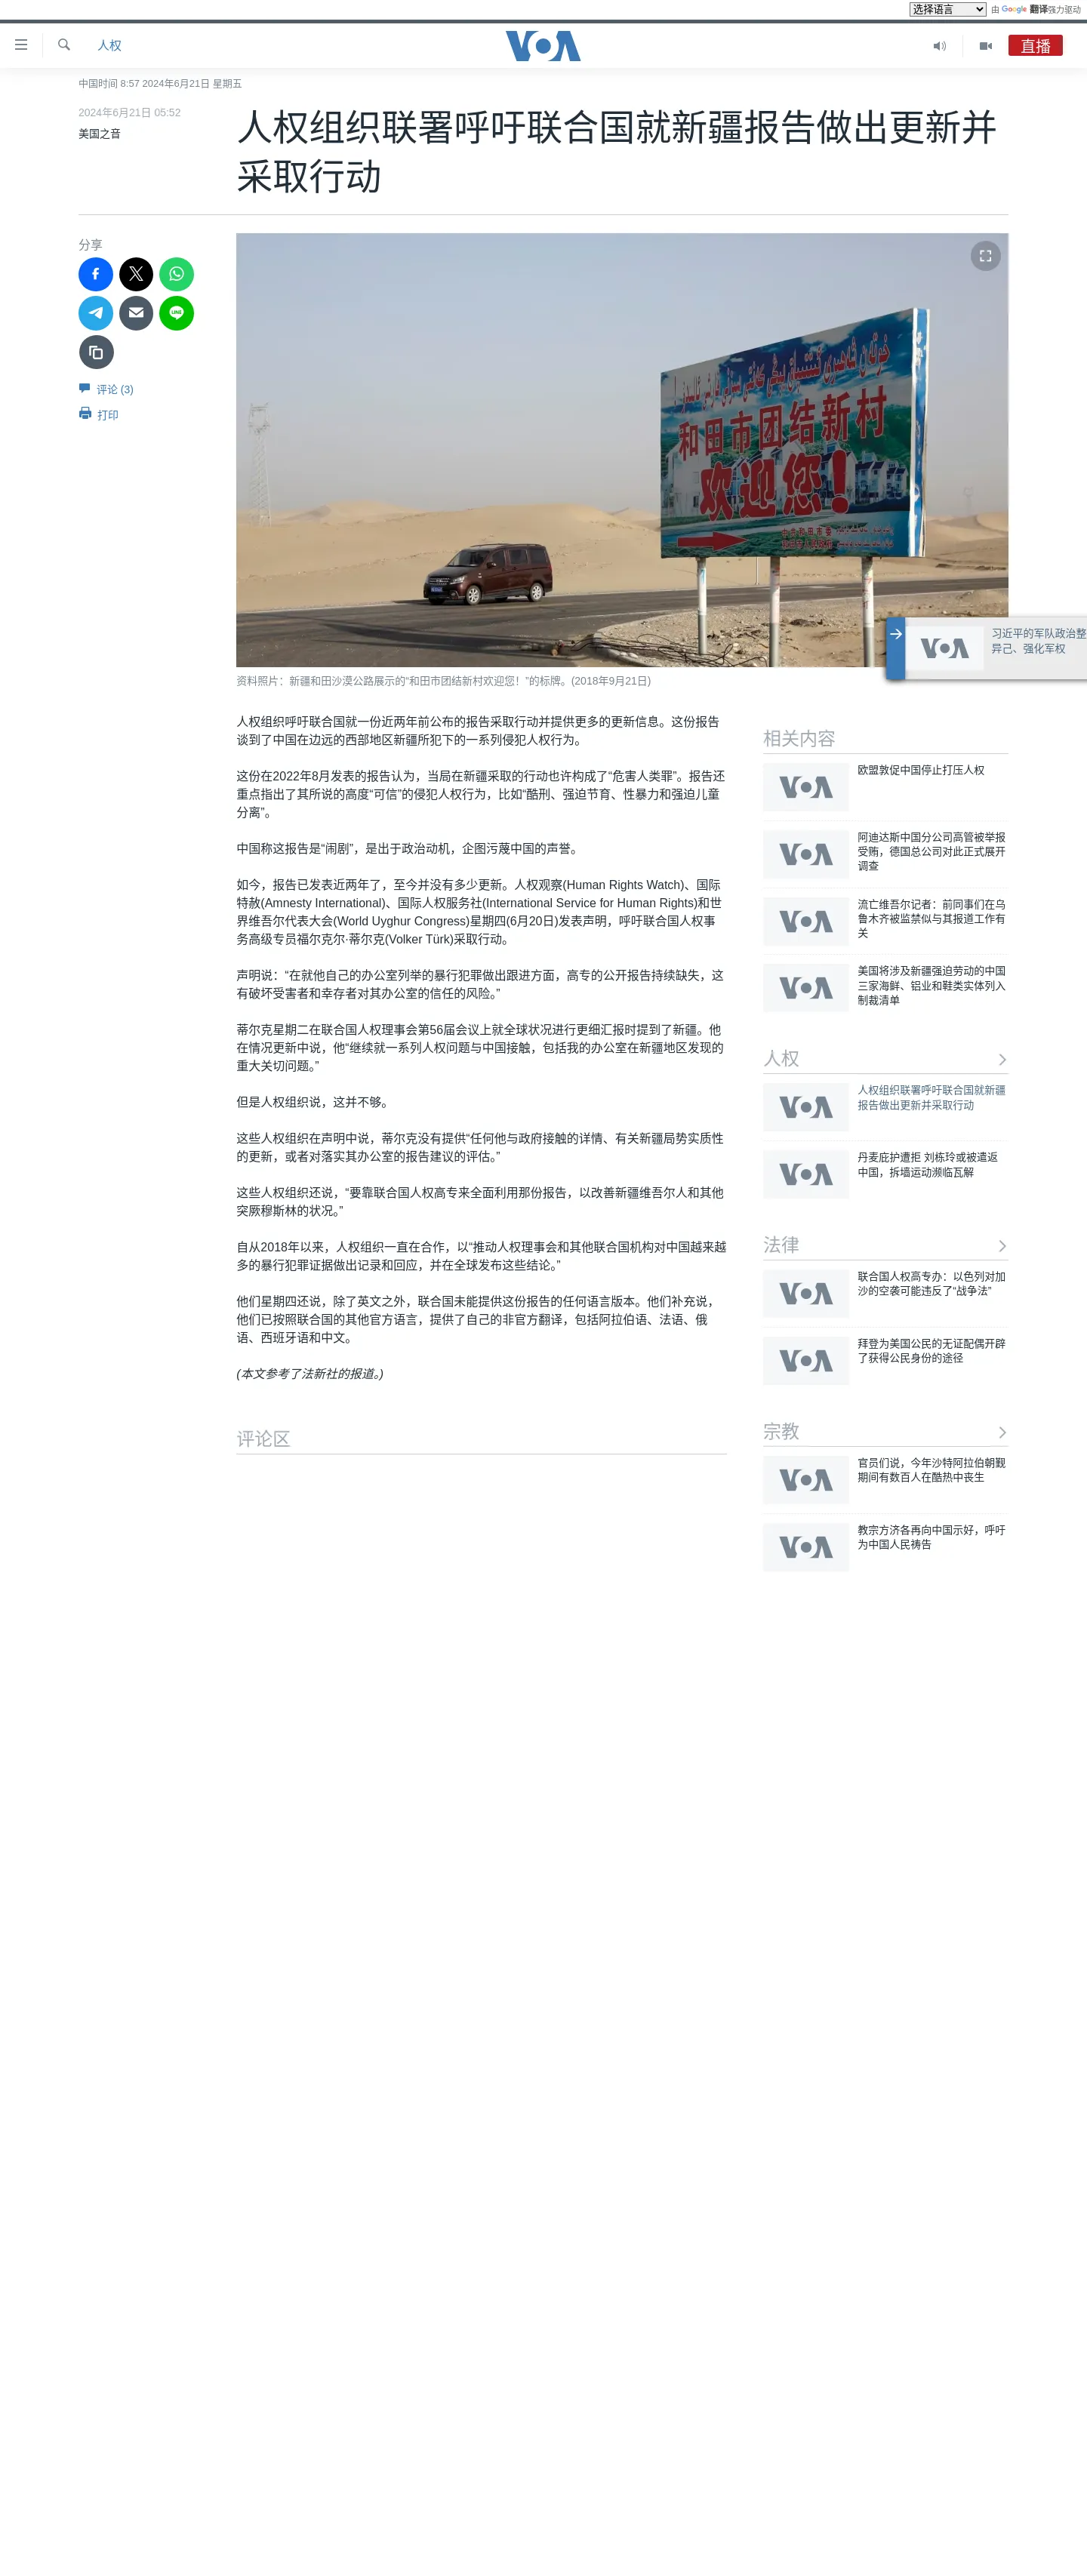 选择语言 由 Google 翻译强力驱动
人权
VOA
直播
中国时间 8:57 2024年6月21日 星期五
2024年6月21日 05:52
美国之音
人权组织联署呼吁联合国就新疆报告做出更新并
采取行动
分享
评论 (3)
打印
和田市团结新村
欢迎您!
习近平的军队政治整
异己、强化军权
资料照片：新疆和田沙漠公路展示的“和田市团结新村欢迎您！”的标牌。(2018年9月21日)
人权组织呼吁联合国就一份近两年前公布的报告采取行动并提供更多的更新信息。这份报告
谈到了中国在边远的西部地区新疆所犯下的一系列侵犯人权行为。
这份在2022年8月发表的报告认为，当局在新疆采取的行动也许构成了“危害人类罪”。报告还
重点指出了其所说的高度“可信”的侵犯人权行为，比如“酷刑、强迫节育、性暴力和强迫儿童
分离”。
中国称这报告是“闹剧”，是出于政治动机，企图污蔑中国的声誉。
如今，报告已发表近两年了，至今并没有多少更新。人权观察(Human Rights Watch)、国际
特赦(Amnesty International)、国际人权服务社(International Service for Human Rights)和世
界维吾尔代表大会(World Uyghur Congress)星期四(6月20日)发表声明，呼吁联合国人权事
务高级专员福尔克尔·蒂尔克(Volker Türk)采取行动。
声明说：“在就他自己的办公室列举的暴行犯罪做出跟进方面，高专的公开报告持续缺失，这
有破坏受害者和幸存者对其办公室的信任的风险。”
蒂尔克星期二在联合国人权理事会第56届会议上就全球状况进行更细汇报时提到了新疆。他
在情况更新中说，他“继续就一系列人权问题与中国接触，包括我的办公室在新疆地区发现的
重大关切问题。”
但是人权组织说，这并不够。
这些人权组织在声明中说，蒂尔克没有提供“任何他与政府接触的详情、有关新疆局势实质性
的更新，或者对落实其办公室的报告建议的评估。”
这些人权组织还说，“要靠联合国人权高专来全面利用那份报告，以改善新疆维吾尔人和其他
突厥穆斯林的状况。”
自从2018年以来，人权组织一直在合作，以“推动人权理事会和其他联合国机构对中国越来越
多的暴行犯罪证据做出记录和回应，并在全球发布这些结论。”
他们星期四还说，除了英文之外，联合国未能提供这份报告的任何语言版本。他们补充说，
他们已按照联合国的其他官方语言，提供了自己的非官方翻译，包括阿拉伯语、法语、俄
语、西班牙语和中文。
(本文参考了法新社的报道。)
评论区
相关内容
VOA
欧盟敦促中国停止打压人权
VOA
阿迪达斯中国分公司高管被举报
受贿，德国总公司对此正式展开
调查
VOA
流亡维吾尔记者：前同事们在乌
鲁木齐被监禁似与其报道工作有
关
VOA
美国将涉及新疆强迫劳动的中国
三家海鲜、铝业和鞋类实体列入
制裁清单
人权
VOA
人权组织联署呼吁联合国就新疆
报告做出更新并采取行动
VOA
丹麦庇护遭拒 刘栋玲或被遣返
中国，拆墙运动濒临瓦解
法律
VOA
联合国人权高专办：以色列对加
沙的空袭可能违反了“战争法”
VOA
拜登为美国公民的无证配偶开辟
了获得公民身份的途径
宗教
VOA
官员们说，今年沙特阿拉伯朝觐
期间有数百人在酷热中丧生
VOA
教宗方济各再向中国示好，呼吁
为中国人民祷告